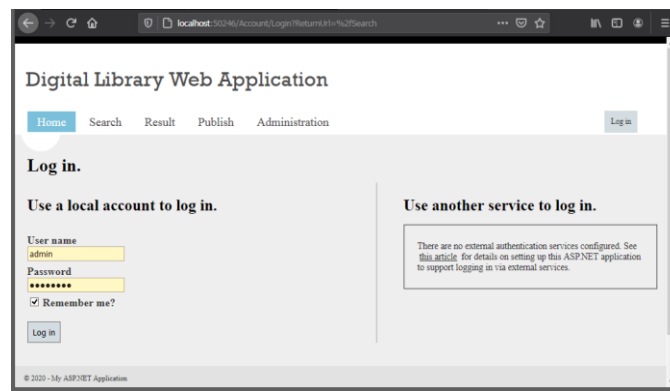 localhost:50246/Account/Login?ReturnUrl=%2fSearch
Digital Library Web Application
Home Search Result Publish Administration Log in
Log in.
Use a local account to log in.
User name
admin
Password
••••••••
Remember me?
Log in
Use another service to log in.
There are no external authentication services configured. See
this article for details on setting up this ASP.NET application
to support logging in via external services.
© 2020 - My ASP.NET Application